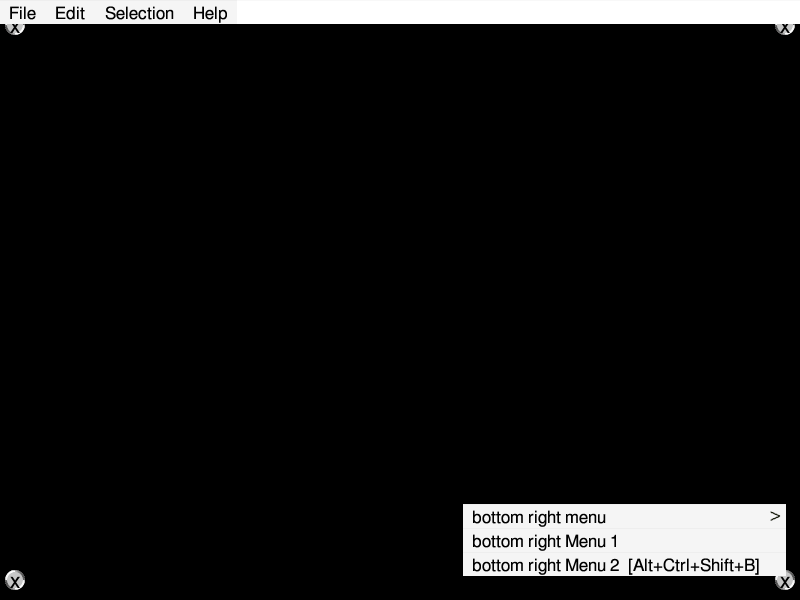 File Edit Selection Help
X X
bottom right menu >
bottom right Menu 1
bottom right Menu 2 [Alt+Ctrl+Shift+B]
X X